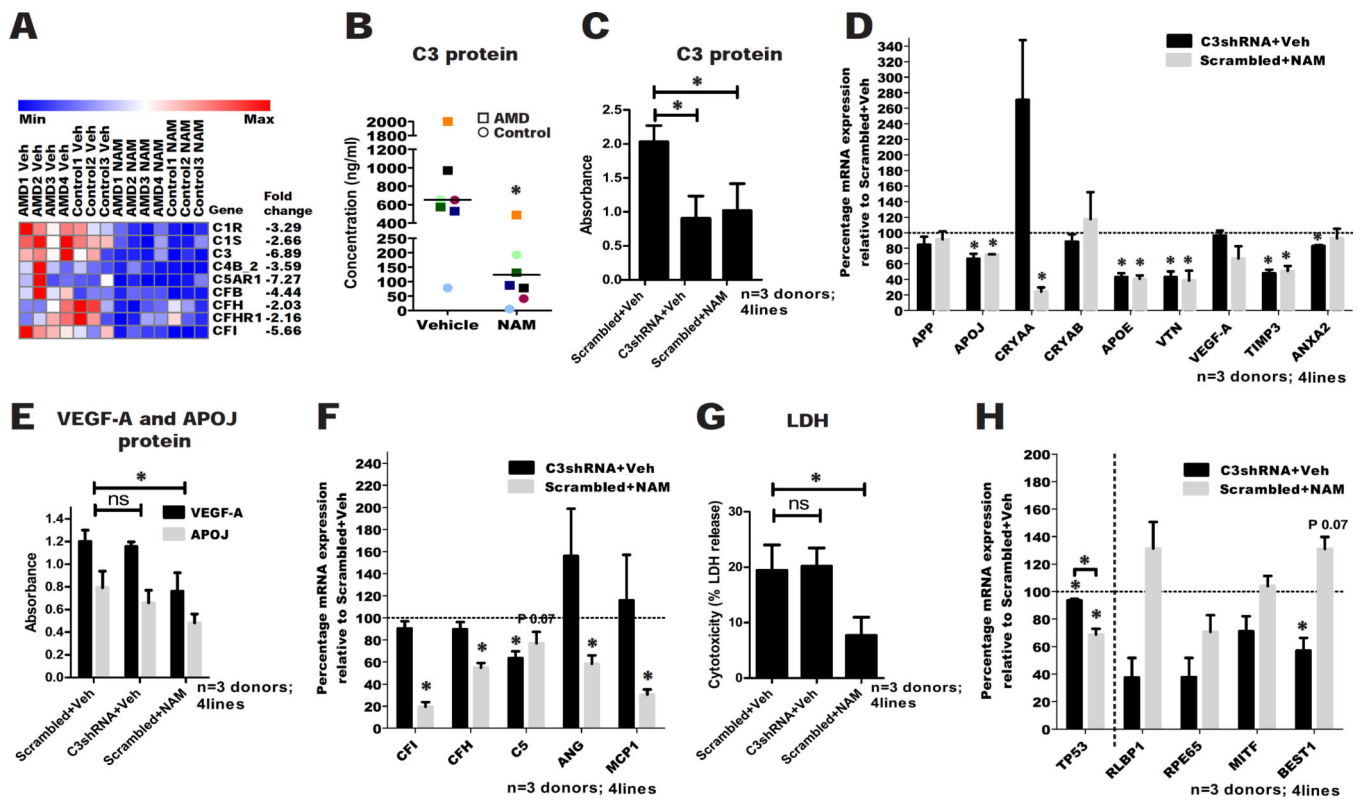 A
Min
Max
AMD1 Veh
AMD2 Veh
AMD3 Veh
AMD4 Veh
Control1 Veh
Control2 Veh
Control3 Veh
AMD1 NAM
AMD2 NAM
AMD3 NAM
AMD4 NAM
Control1 NAM
Control2 NAM
Control3 NAM
Gene
Fold
change
C1R -3.29
C1S -2.66
C3 -6.89
C4B_2 -3.59
C5AR1 -7.27
CFB -4.44
CFH -2.03
CFHR1 -2.16
CFI -5.66
B
C3 protein
AMD
Control
Concentration (ng/ml)
2000
1800
1600
1400
1200
1000
800
600
400
250
200
150
100
50
0
*
Vehicle NAM
C
C3 protein
*
*
Absorbance
2.5
2.0
1.5
1.0
0.5
0.0
Scrambled+Veh
C3shRNA+Veh
Scrambled+NAM
n=3 donors;
4lines
D
C3shRNA+Veh
Scrambled+NAM
Percentage mRNA expression
relative to Scrambled+Veh
340
320
300
280
260
240
220
200
180
160
140
120
100
80
60
40
20
0
* * * * * * * * * *
APP
APOJ
CRYAA
CRYAB
APOE
VTN
VEGF-A
TIMP3
ANXA2
n=3 donors; 4lines
E
VEGF-A and APOJ
protein
*
ns
VEGF-A
APOJ
Absorbance
1.4
1.2
1.0
0.8
0.6
0.4
0.2
0.0
Scrambled+Veh
C3shRNA+Veh
Scrambled+NAM
n=3 donors;
4lines
F
C3shRNA+Veh
Scrambled+NAM
Percentage mRNA expression
relative to Scrambled+Veh
240
220
200
180
160
140
120
100
80
60
40
20
0
P 0.07
* * * * *
CFI
CFH
C5
ANG
MCP1
n=3 donors; 4lines
G
LDH
*
ns
Cytotoxicity (% LDH release)
30
20
10
0
Scrambled+Veh
C3shRNA+Veh
Scrambled+NAM
n=3 donors;
4lines
H
C3shRNA+Veh
Scrambled+NAM
Percentage mRNA expression
relative to Scrambled+Veh
200
180
160
140
120
100
80
60
40
20
0
P 0.07
*
*
*
*
TP53
RLBP1
RPE65
MITF
BEST1
n=3 donors; 4lines